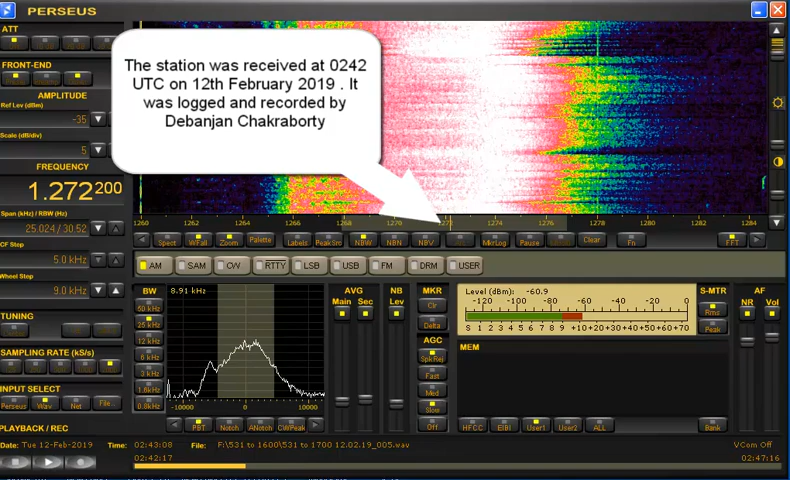 PERSEUS
ATT
FRONT-END
AMPLITUDE
Ref Lev (dBm)
-35
Scale (dB/div)
5
FREQUENCY
1.272200
Span (kHz) / RBW (Hz)
25.024 / 30.52
CF Step
5.0 kHz
Wheel Step
9.0 kHz
TUNING
SAMPLING RATE (kS/s)
INPUT SELECT
Perseus Wav Net File...
PLAYBACK / REC
The station was received at 0242
UTC on 12th February 2019 . It
was logged and recorded by
Debanjan Chakraborty
1260 1262 1264 1266 1268 1270 1272 1274 1276 1278 1280 1282 1284
Spect WFall Zoom Palette Labels PeakSrs NBW NBN NBV MkrLog Pause Clear Fn FFT
AM SAM CW RTTY LSB USB FM DRM USER
BW
50 kHz
25 kHz
12 kHz
6 kHz
3 kHz
1.6kHz
0.8kHz
8.91 kHz
-10000 0 10000
PBT Notch ANotch CWPeak
AVG
Main Sec
NB
Lev
MKR
Clr
Delta
AGC
SpkRej
Fast
Med
Slow
Off
Level (dBm): -60.9
-120 -100 -80 -60 -40 -20 0
S 1 2 3 4 5 6 7 8 9 +10+20+30+40+50+60+70
S-MTR
Rms
Peak
AF
NR Vol
MEM
HFCC EIBI User1 User2 ALL Bank
Date: Tue 12-Feb-2019 Time: 02:43:08 File: F:\531 to 1600\531 to 1700 12.02.19_005.wav VCom Off
02:42:17 02:47:16